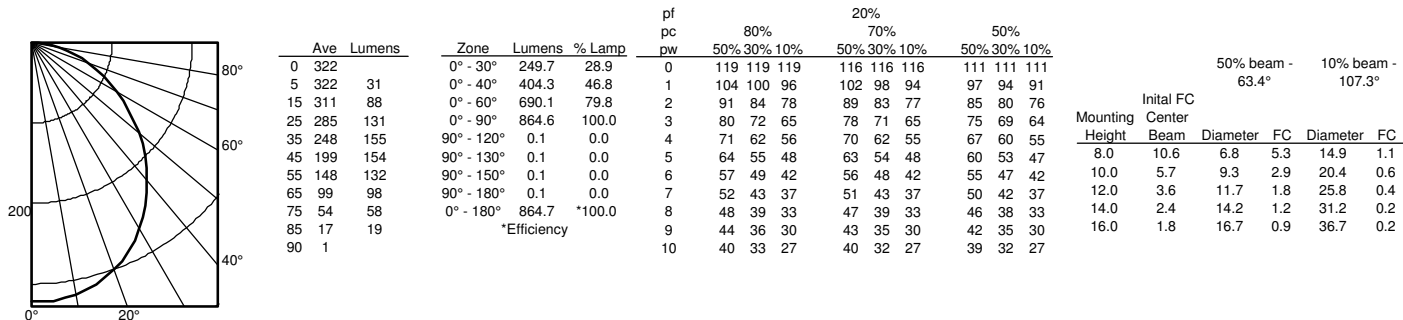 80°
60°
200
40°
0° 20°
Ave Lumens
0 322
5 322 31
15 311 88
25 285 131
35 248 155
45 199 154
55 148 132
65 99 98
75 54 58
85 17 19
90 1
Zone Lumens % Lamp
0° - 30° 249.7 28.9
0° - 40° 404.3 46.8
0° - 60° 690.1 79.8
0° - 90° 864.6 100.0
90° - 120° 0.1 0.0
90° - 130° 0.1 0.0
90° - 150° 0.1 0.0
90° - 180° 0.1 0.0
0° - 180° 864.7 *100.0
*Efficiency
pf 20%
pc 80% 70% 50%
pw 50% 30% 10% 50% 30% 10% 50% 30% 10%
0 119 119 119 116 116 116 111 111 111
1 104 100 96 102 98 94 97 94 91
2 91 84 78 89 83 77 85 80 76
3 80 72 65 78 71 65 75 69 64
4 71 62 56 70 62 55 67 60 55
5 64 55 48 63 54 48 60 53 47
6 57 49 42 56 48 42 55 47 42
7 52 43 37 51 43 37 50 42 37
8 48 39 33 47 39 33 46 38 33
9 44 36 30 43 35 30 42 35 30
10 40 33 27 40 32 27 39 32 27
50% beam - 10% beam -
63.4° 107.3°
Inital FC
Mounting Center
Height Beam Diameter FC Diameter FC
8.0 10.6 6.8 5.3 14.9 1.1
10.0 5.7 9.3 2.9 20.4 0.6
12.0 3.6 11.7 1.8 25.8 0.4
14.0 2.4 14.2 1.2 31.2 0.2
16.0 1.8 16.7 0.9 36.7 0.2